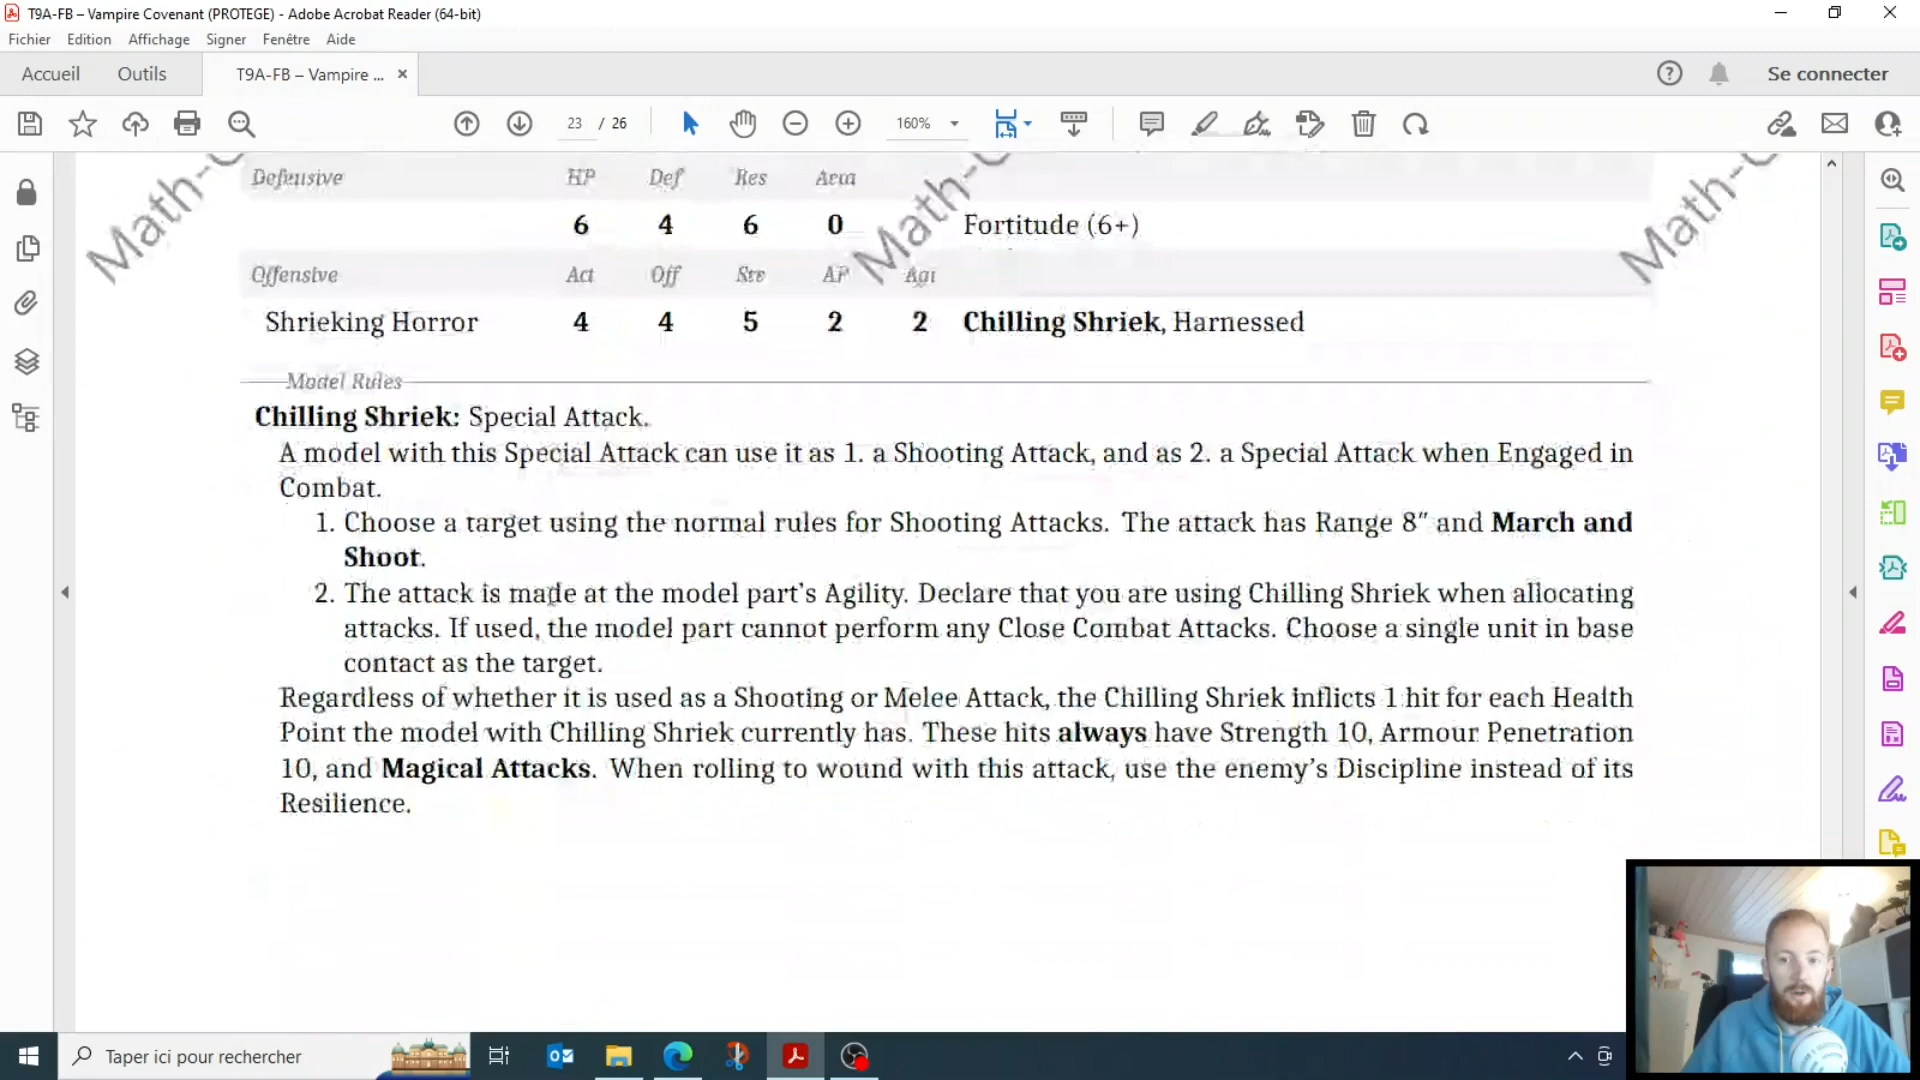 T9A-FB – Vampire Covenant (PROTEGE) - Adobe Acrobat Reader (64-bit)
Fichier Edition Affichage Signer Fenêtre Aide
Accueil Outils T9A-FB – Vampire ... × Se connecter
23 / 26 160%
Defensive HP Def Res Arm
6 4 6 0 Fortitude (6+)
Offensive Act Off Str AP Agi
Shrieking Horror 4 4 5 2 2 Chilling Shriek, Harnessed
Model Rules
Chilling Shriek: Special Attack.
A model with this Special Attack can use it as 1. a Shooting Attack, and as 2. a Special Attack when Engaged in
Combat.
1. Choose a target using the normal rules for Shooting Attacks. The attack has Range 8″ and March and
Shoot.
2. The attack is made at the model part's Agility. Declare that you are using Chilling Shriek when allocating
attacks. If used, the model part cannot perform any Close Combat Attacks. Choose a single unit in base
contact as the target.
Regardless of whether it is used as a Shooting or Melee Attack, the Chilling Shriek inflicts 1 hit for each Health
Point the model with Chilling Shriek currently has. These hits always have Strength 10, Armour Penetration
10, and Magical Attacks. When rolling to wound with this attack, use the enemy's Discipline instead of its
Resilience.
Taper ici pour rechercher